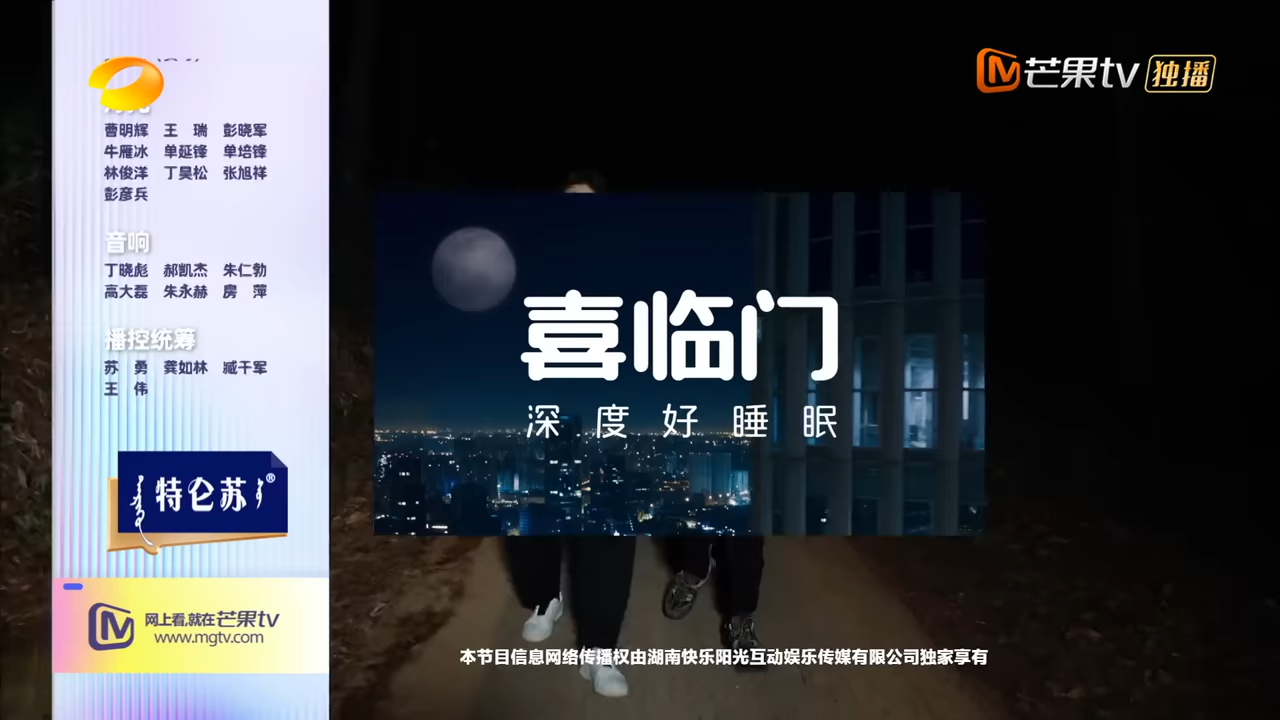 曹明辉 王 瑞 彭晓军
牛雁冰 单延锋 单培锋
林俊洋 丁昊松 张旭祥
彭彦兵
音响
丁晓彪 郝凯杰 朱仁勃
高大磊 朱永赫 房 萍
播控统筹
苏 勇 龚如林 臧干军
王 伟
特仑苏®
网上看,就在芒果tv
www.mgtv.com
芒果tv 独播
喜临门
深度好睡眠
本节目信息网络传播权由湖南快乐阳光互动娱乐传媒有限公司独家享有